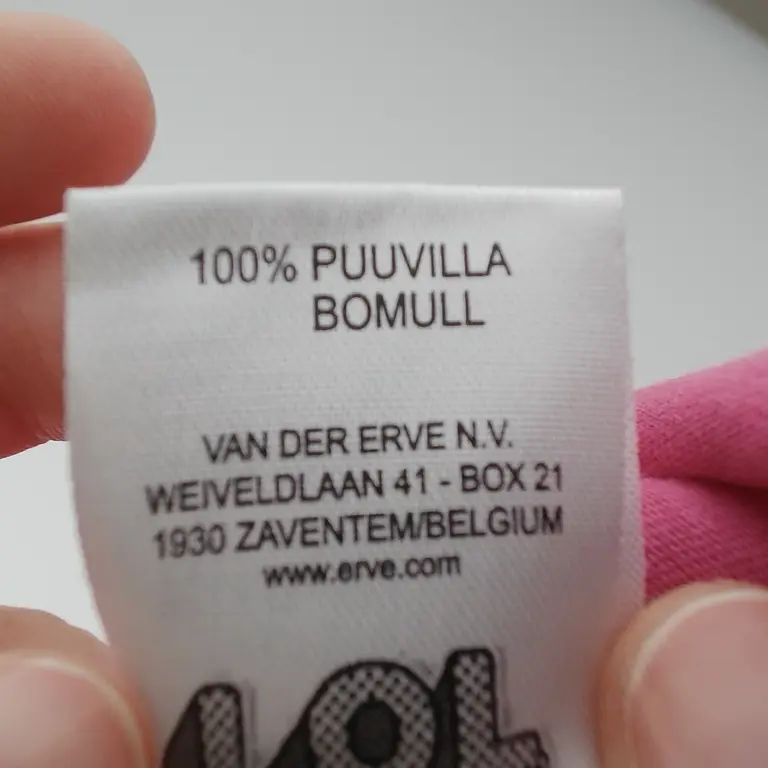 100% PUUVILLA
BOMULL
VAN DER ERVE N.V.
WEIVELDLAAN 41 - BOX 21
1930 ZAVENTEM/BELGIUM
www.erve.com